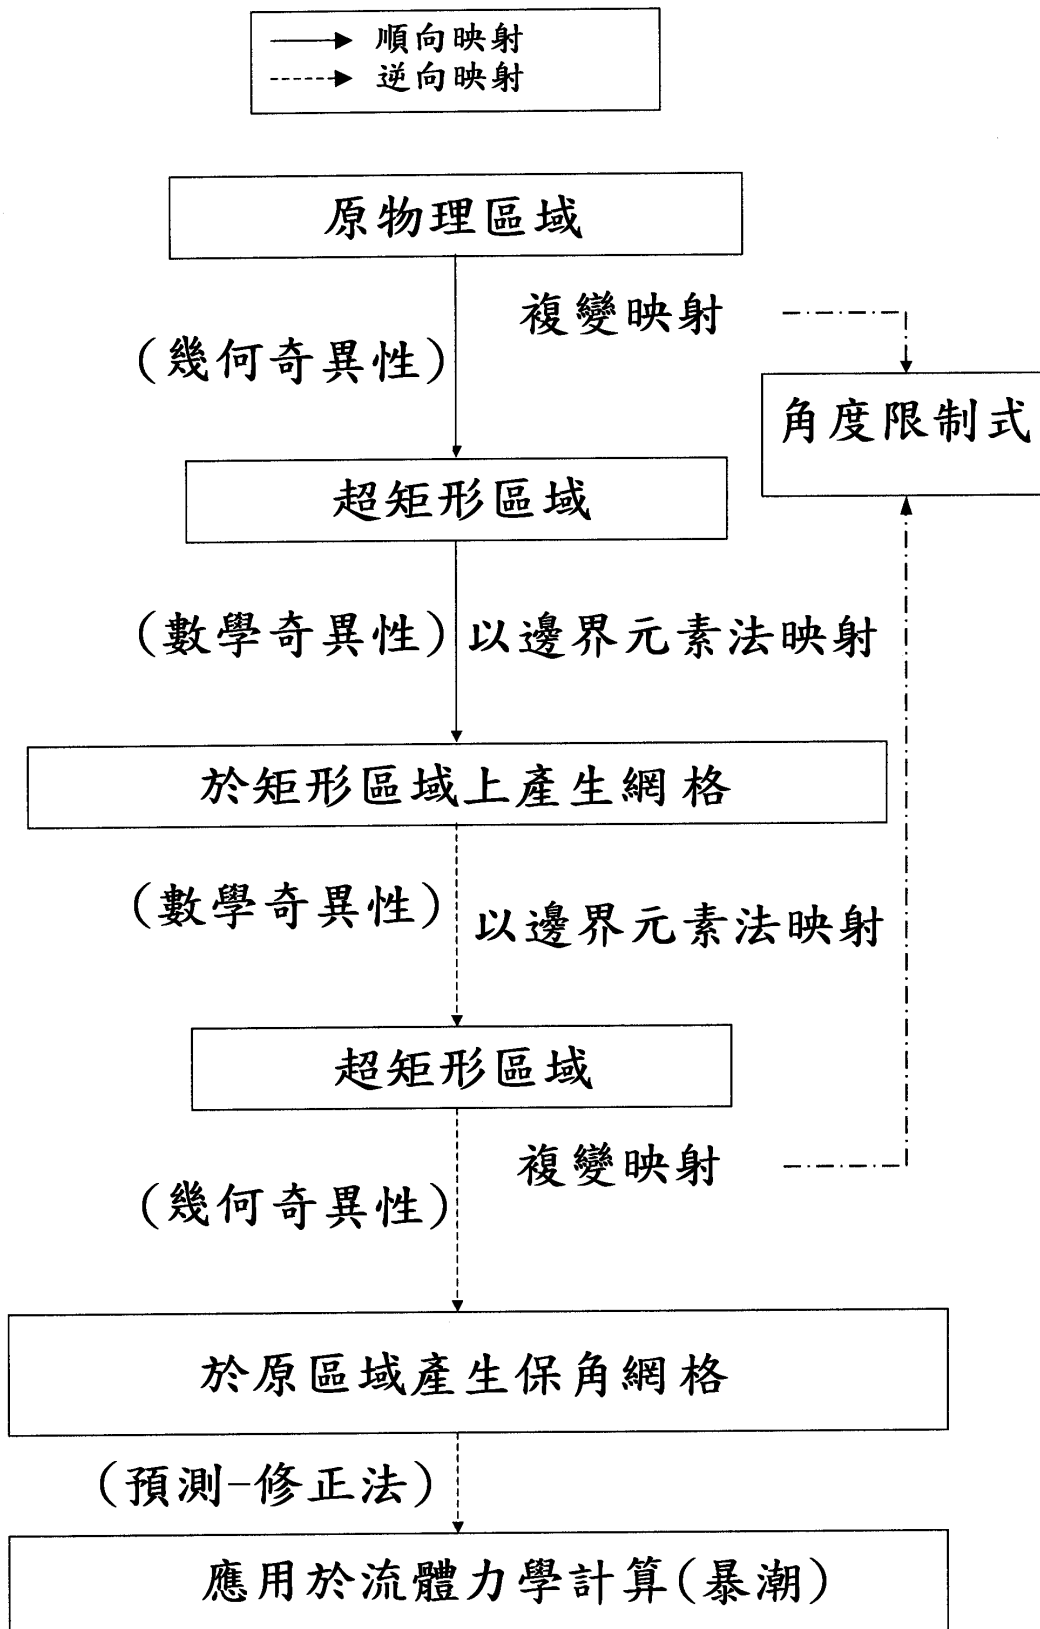 順向映射
逆向映射
原物理區域
複變映射
(幾何奇異性)
角度限制式
超矩形區域
(數學奇異性) 以邊界元素法映射
於矩形區域上產生網格
(數學奇異性) 以邊界元素法映射
超矩形區域
複變映射
(幾何奇異性)
於原區域產生保角網格
(預測-修正法)
應用於流體力學計算(暴潮)